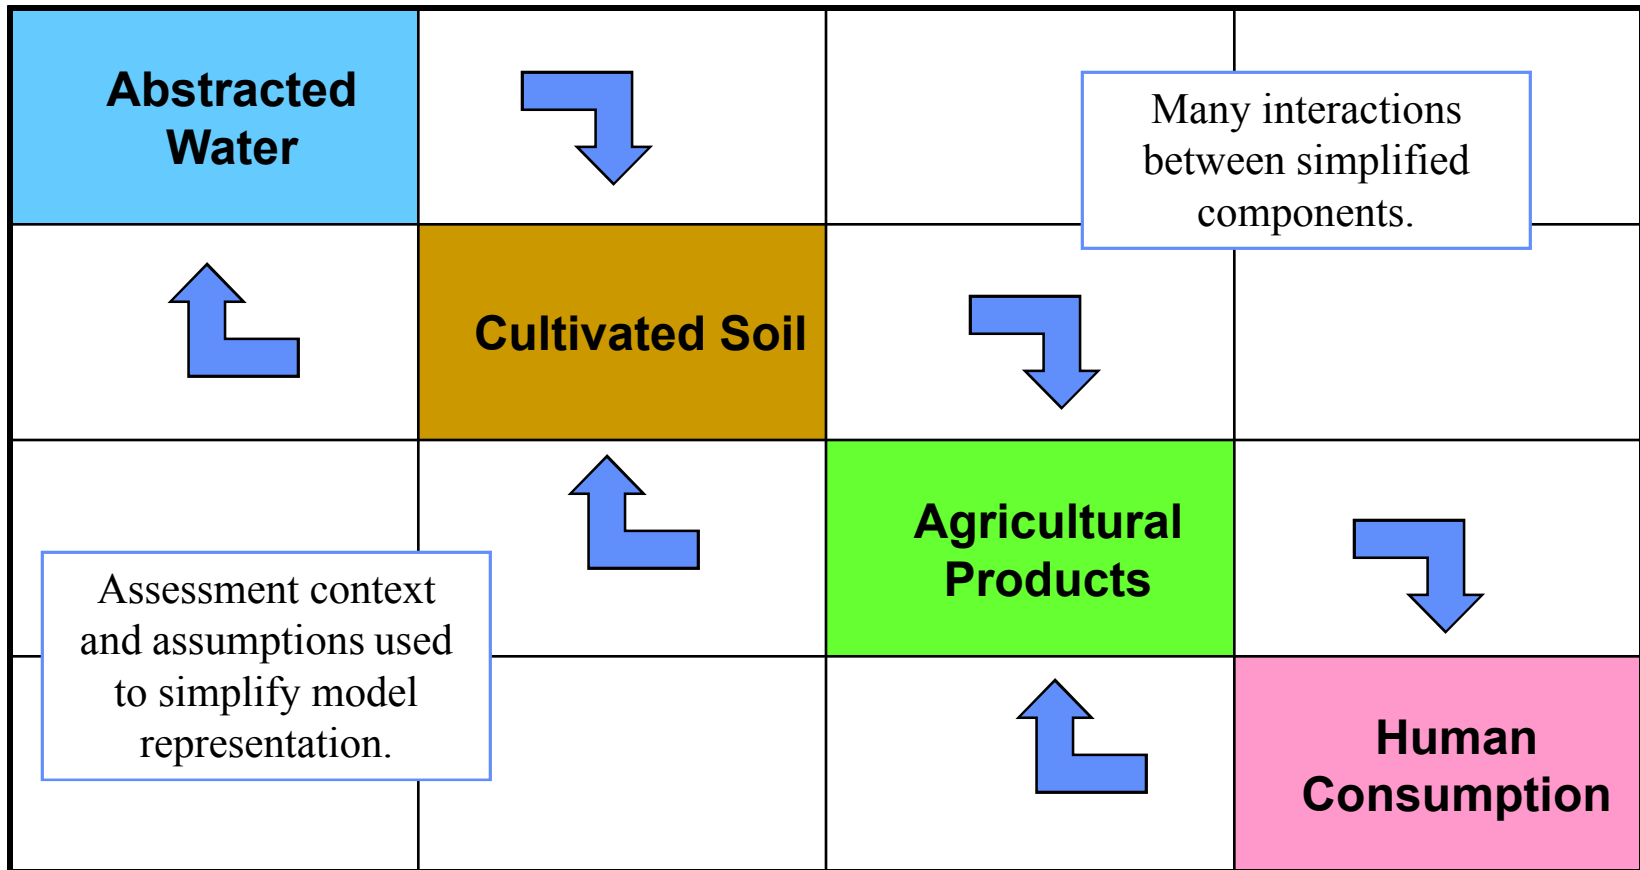 Abstracted
Water
Many interactions
between simplified
components.
Cultivated Soil
Agricultural
Products
Assessment context
and assumptions used
to simplify model
representation.
Human
Consumption